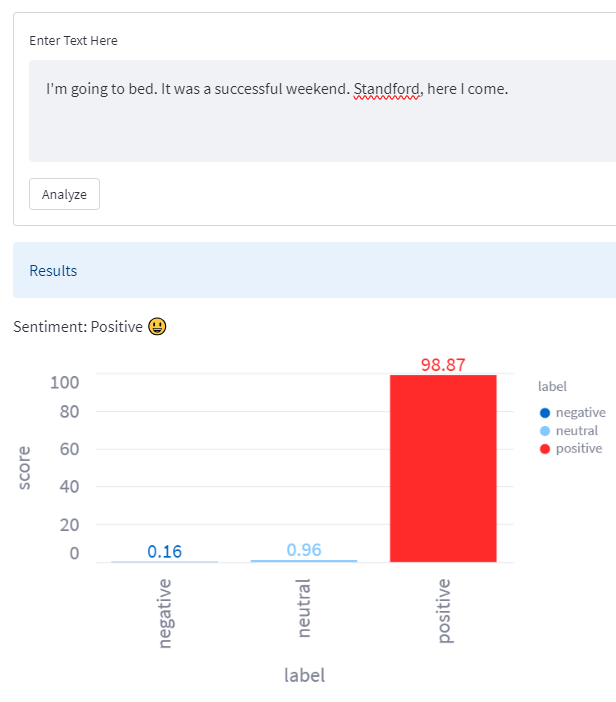 Enter Text Here
I'm going to bed. It was a successful weekend. Standford, here I come.
Analyze
Results
Sentiment: Positive 😃
98.87
100
80
60
40
20
0
score
0.16
0.96
negative
neutral
positive
label
label
negative
neutral
positive